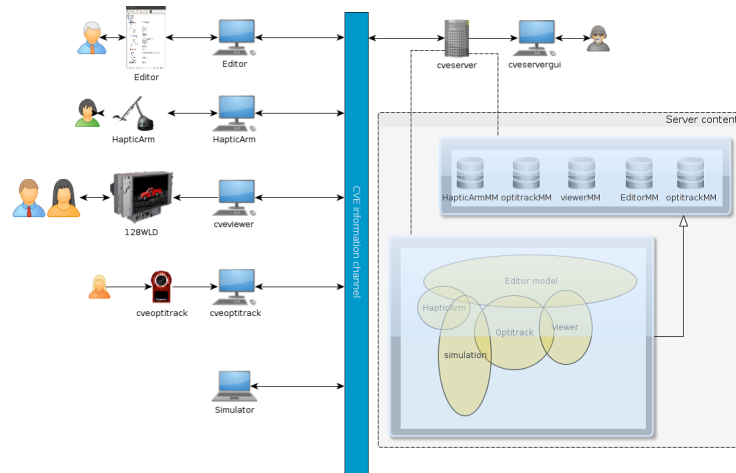 Editor
Editor
cveserver
cveservergui
HapticArm
HapticArm
Server content
HapticArmMM
optitrackMM
viewerMM
EditorMM
optitrackMM
128WLD
cveviewer
CVE information channel
Editor model
HapticArm
Optitrack
viewer
simulation
cveoptitrack
cveoptitrack
Simulator